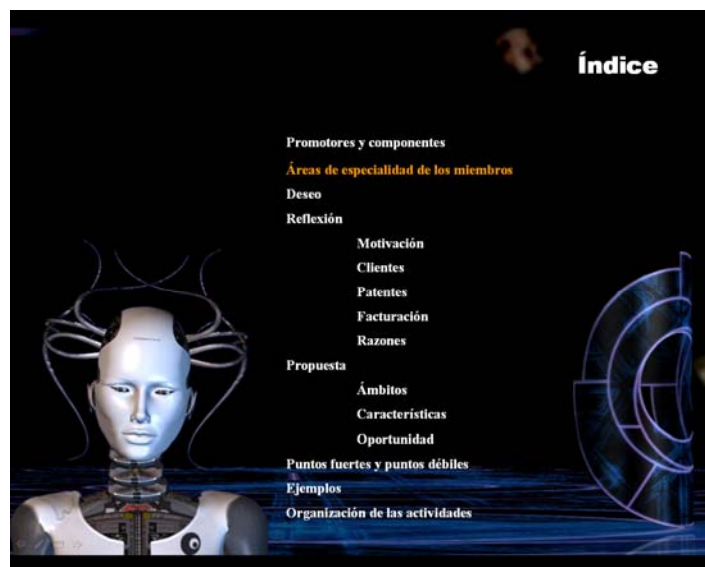 Índice
Promotores y componentes
Áreas de especialidad de los miembros
Deseo
Reflexión
Motivación
Clientes
Patentes
Facturación
Razones
Propuesta
Ámbitos
Características
Oportunidad
Puntos fuertes y puntos débiles
Ejemplos
Organización de las actividades